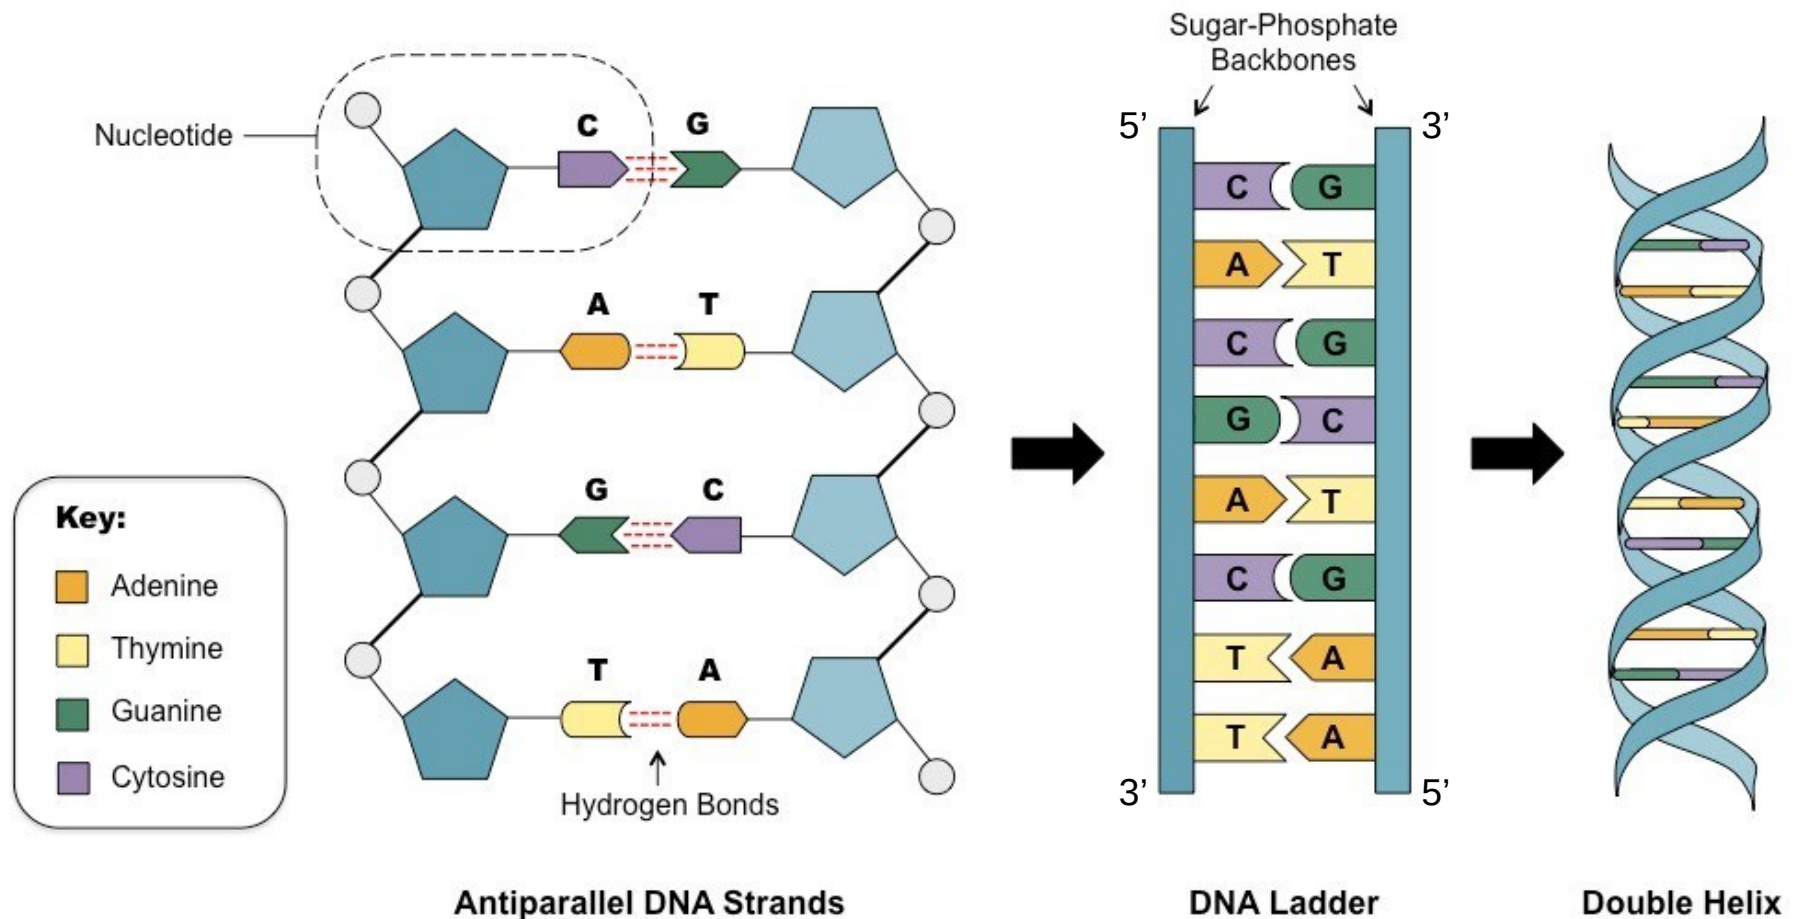 Sugar-Phosphate
Backbones
Nucleotide
C G
A T
G C
T A
Hydrogen Bonds
Key:
Adenine
Thymine
Guanine
Cytosine
5’ 3’
C G
A T
C G
G C
A T
C G
T A
T A
3’ 5’
Antiparallel DNA Strands
DNA Ladder
Double Helix